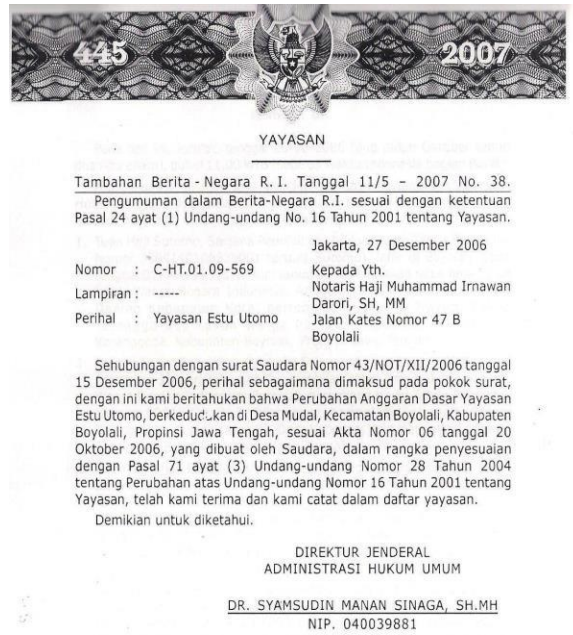 445 2007
YAYASAN
Tambahan Berita - Negara R.I. Tanggal 11/5 – 2007 No. 38.
Pengumuman dalam Berita-Negara R.I. sesuai dengan ketentuan
Pasal 24 ayat (1) Undang-undang No. 16 Tahun 2001 tentang Yayasan.
Jakarta, 27 Desember 2006
Nomor : C-HT.01.09-569 Kepada Yth.
Notaris Haji Muhammad Irnawan
Lampiran : ----- Darori, SH, MM
Perihal : Yayasan Estu Utomo Jalan Kates Nomor 47 B
Boyolali
Sehubungan dengan surat Saudara Nomor 43/NOT/XII/2006 tanggal
15 Desember 2006, perihal sebagaimana dimaksud pada pokok surat,
dengan ini kami beritahukan bahwa Perubahan Anggaran Dasar Yayasan
Estu Utomo, berkedudukan di Desa Mudal, Kecamatan Boyolali, Kabupaten
Boyolali, Propinsi Jawa Tengah, sesuai Akta Nomor 06 tanggal 20
Oktober 2006, yang dibuat oleh Saudara, dalam rangka penyesuaian
dengan Pasal 71 ayat (3) Undang-undang Nomor 28 Tahun 2004
tentang Perubahan atas Undang-undang Nomor 16 Tahun 2001 tentang
Yayasan, telah kami terima dan kami catat dalam daftar yayasan.
Demikian untuk diketahui.
DIREKTUR JENDERAL
ADMINISTRASI HUKUM UMUM
DR. SYAMSUDIN MANAN SINAGA, SH.MH
NIP. 040039881